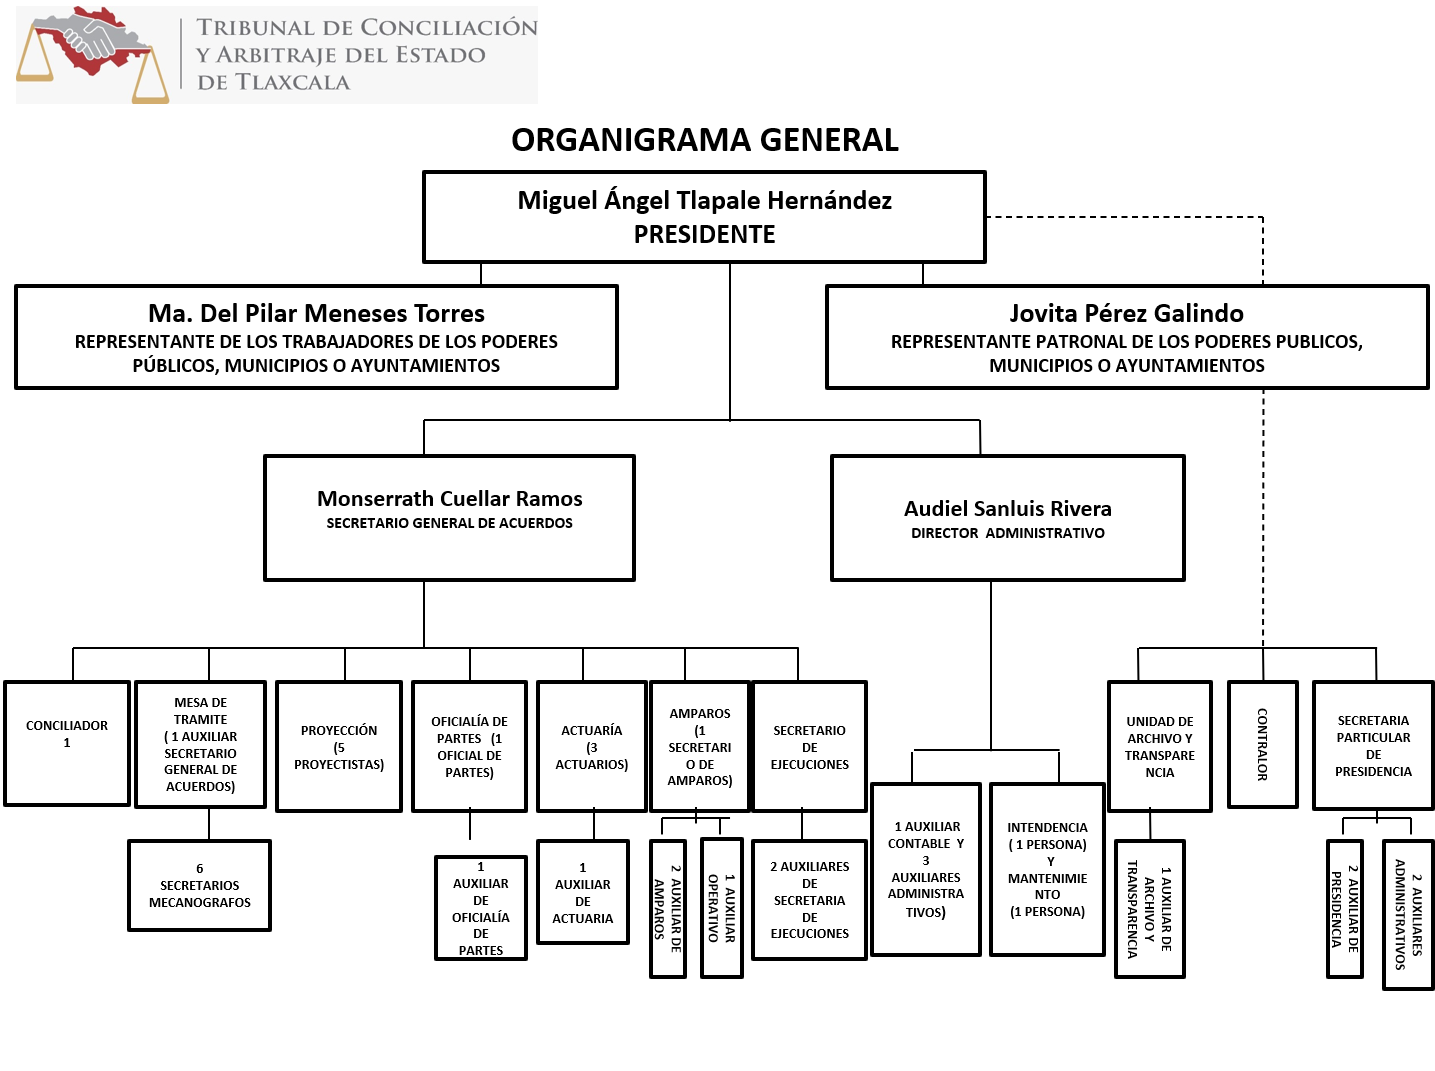 TRIBUNAL DE CONCILIACIÓN
Y ARBITRAJE DEL ESTADO
DE TLAXCALA
ORGANIGRAMA GENERAL
Miguel Ángel Tlapale Hernández
PRESIDENTE
Ma. Del Pilar Meneses Torres
REPRESENTANTE DE LOS TRABAJADORES DE LOS PODERES
PÚBLICOS, MUNICIPIOS O AYUNTAMIENTOS
Jovita Pérez Galindo
REPRESENTANTE PATRONAL DE LOS PODERES PUBLICOS,
MUNICIPIOS O AYUNTAMIENTOS
Monserrath Cuellar Ramos
SECRETARIO GENERAL DE ACUERDOS
Audiel Sanluis Rivera
DIRECTOR  ADMINISTRATIVO
CONCILIADOR
1
MESA DE
TRAMITE
( 1 AUXILIAR
SECRETARIO
GENERAL DE
ACUERDOS)
PROYECCIÓN
(5
PROYECTISTAS)
OFICIALÍA DE
PARTES   (1
OFICIAL DE
PARTES)
ACTUARÍA
(3
ACTUARIOS)
AMPAROS
(1
SECRETARI
O DE
AMPAROS)
SECRETARIO
DE
EJECUCIONES
UNIDAD DE
ARCHIVO Y
TRANSPARE
NCIA
CONTRALOR
SECRETARIA
PARTICULAR
DE
PRESIDENCIA
6
SECRETARIOS
MECANOGRAFOS
1
AUXILIAR
DE
OFICIALÍA
DE
PARTES
1
AUXILIAR
DE
ACTUARIA
2  AUXILIAR DE
AMPAROS
1  AUXILIAR
OPERATIVO
2 AUXILIARES
DE
SECRETARIA
DE
EJECUCIONES
1 AUXILIAR
CONTABLE  Y
3
AUXILIARES
ADMINISTRA
TIVOS)
INTENDENCIA
( 1 PERSONA)
Y
MANTENIMIE
NTO
(1 PERSONA)
1 AUXILIAR DE
ARCHIVO Y
TRANSPARENCIA
2  AUXILIAR DE
PRESIDENCIA
2  AUXILIARES
ADMINISTRATIVOS